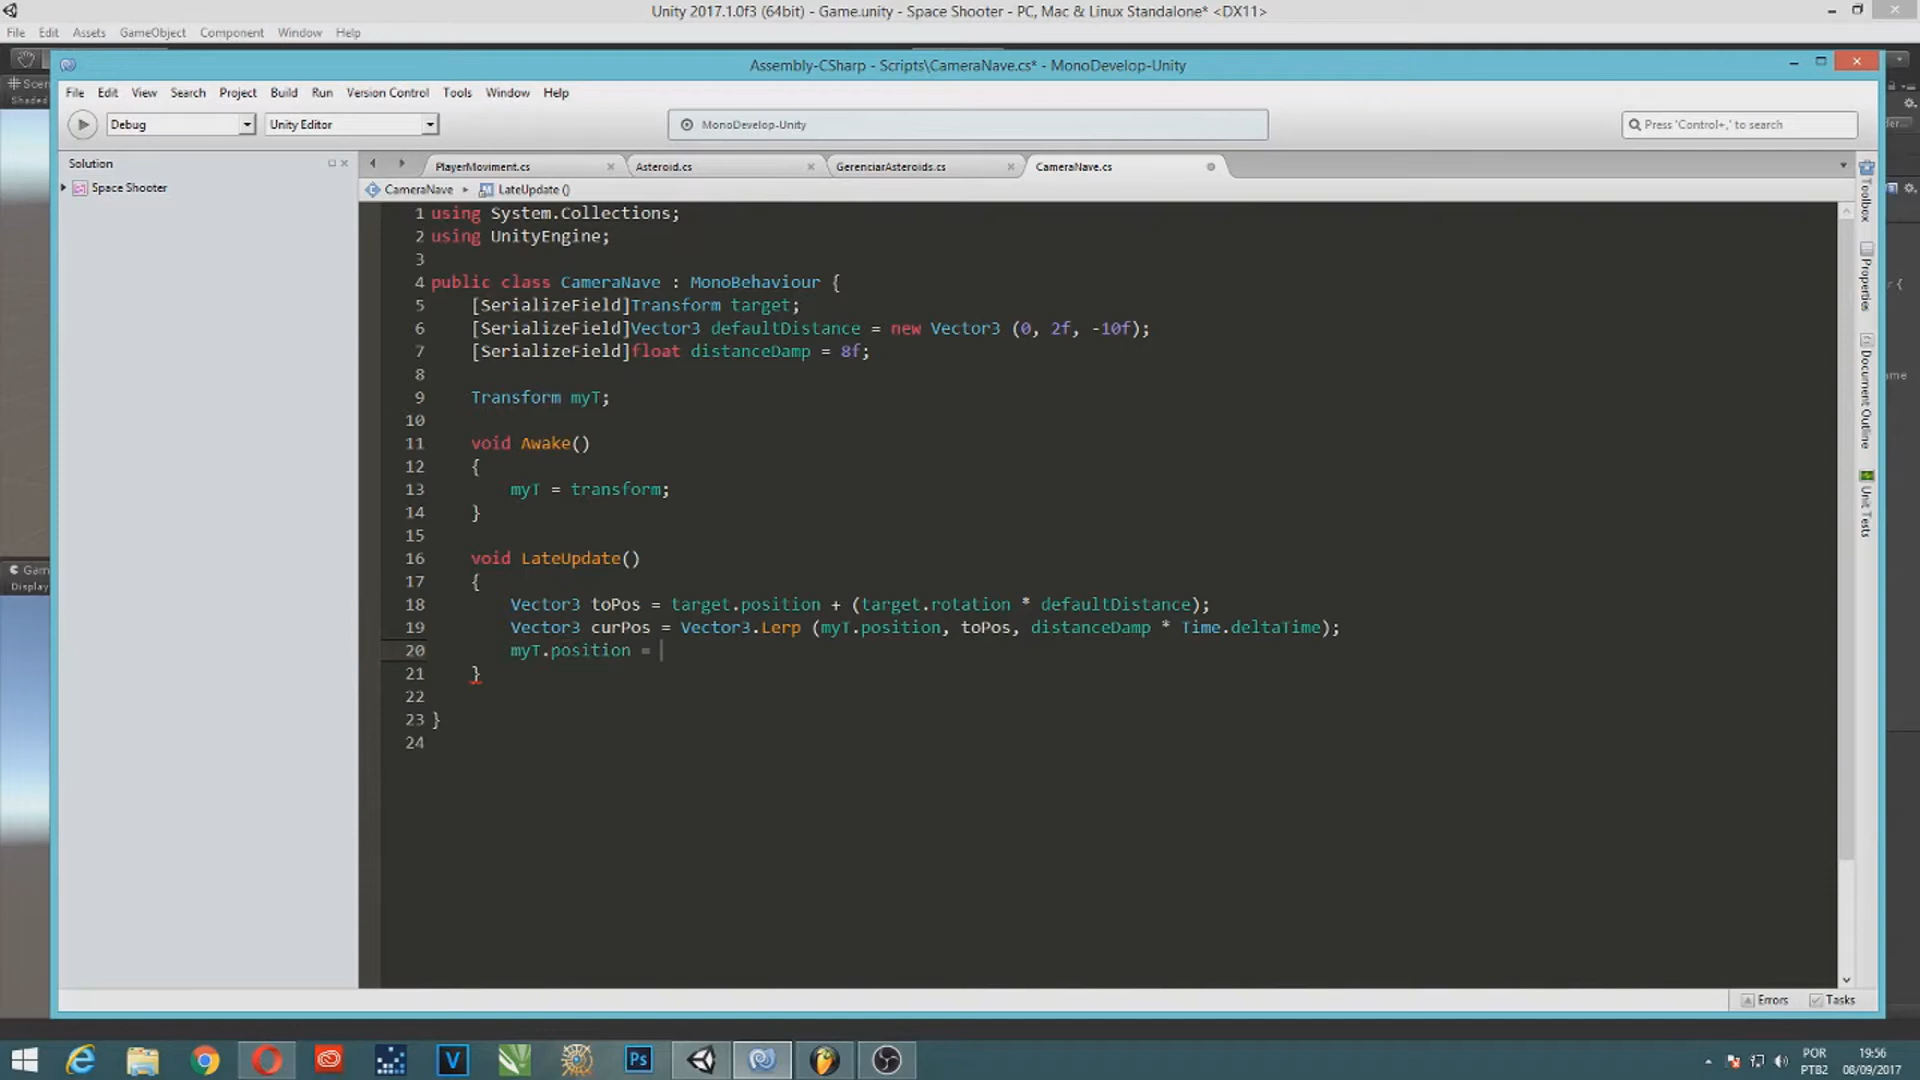 Unity 2017.1.0f3 (64bit) - Game.unity - Space Shooter - PC, Mac & Linux Standalone* <DX11>
File Edit Assets GameObject Component Window Help
Assembly-CSharp - Scripts\CameraNave.cs* - MonoDevelop-Unity
File Edit View Search Project Build Run Version Control Tools Window Help
Debug Unity Editor MonoDevelop-Unity Press 'Control+,' to search
Solution
Space Shooter
PlayerMoviment.cs Asteroid.cs GerenciarAsteroids.cs CameraNave.cs
CameraNave LateUpdate ()
1 using System.Collections;
2 using UnityEngine;
3
4 public class CameraNave : MonoBehaviour {
5 [SerializeField]Transform target;
6 [SerializeField]Vector3 defaultDistance = new Vector3 (0, 2f, -10f);
7 [SerializeField]float distanceDamp = 8f;
8
9 Transform myT;
10
11 void Awake()
12 {
13 myT = transform;
14 }
15
16 void LateUpdate()
17 {
18 Vector3 toPos = target.position + (target.rotation * defaultDistance);
19 Vector3 curPos = Vector3.Lerp (myT.position, toPos, distanceDamp * Time.deltaTime);
20 myT.position =
21 }
22
23 }
24
Toolbox
Properties
Document Outline
Unit Tests
Errors Tasks
Scen
Shaded
Gam
Display
POR
PTB2
19:56
08/09/2017